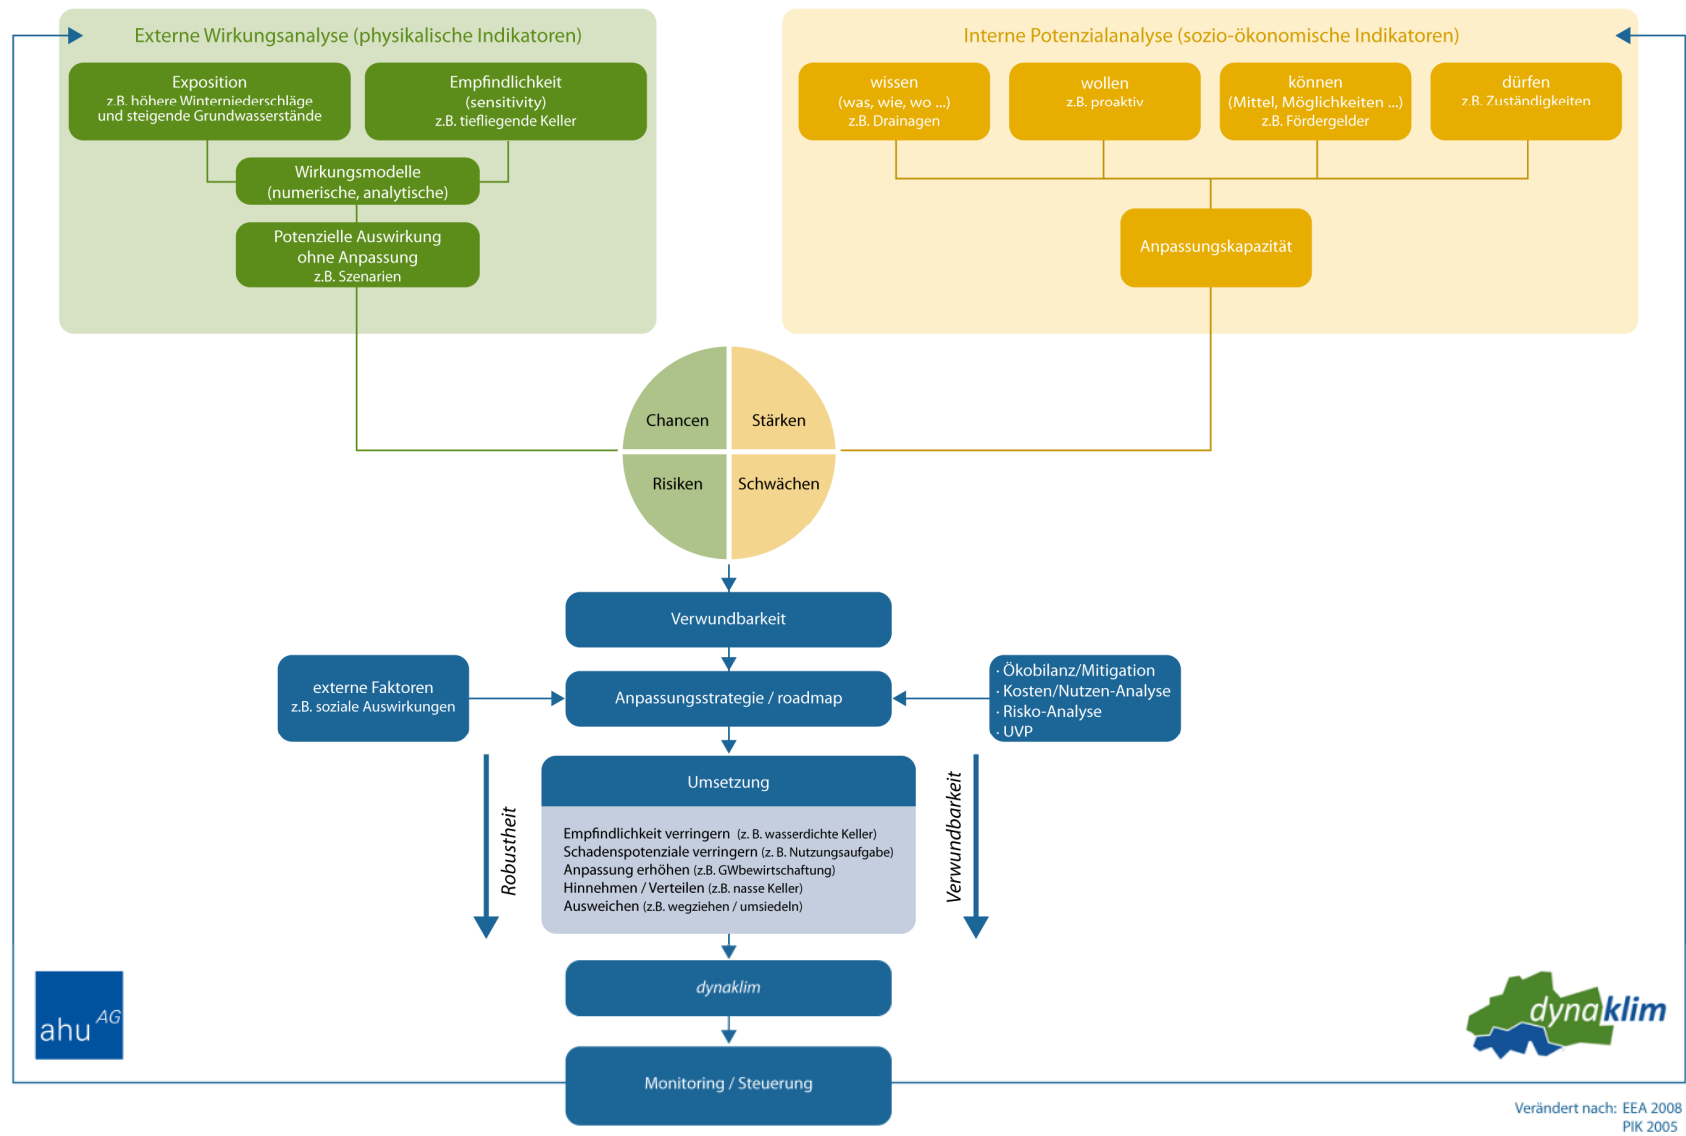 Externe Wirkungsanalyse (physikalische Indikatoren)
Exposition
z.B. höhere Winterniederschläge
und steigende Grundwasserstände
Empfindlichkeit
(sensitivity)
z.B. tiefliegende Keller
Wirkungsmodelle
(numerische, analytische)
Potenzielle Auswirkung
ohne Anpassung
z.B. Szenarien
Interne Potenzialanalyse (sozio-ökonomische Indikatoren)
wissen
(was, wie, wo ...)
z.B. Drainagen
wollen
z.B. proaktiv
können
(Mittel, Möglichkeiten ...)
z.B. Fördergelder
dürfen
z.B. Zuständigkeiten
Anpassungskapazität
Chancen
Stärken
Risiken
Schwächen
Verwundbarkeit
externe Faktoren
z.B. soziale Auswirkungen
Anpassungsstrategie / roadmap
· Ökobilanz/Mitigation
· Kosten/Nutzen-Analyse
· Risko-Analyse
· UVP
Robustheit
Umsetzung
Empfindlichkeit verringern (z. B. wasserdichte Keller)
Schadenspotenziale verringern (z. B. Nutzungsaufgabe)
Anpassung erhöhen (z.B. GWbewirtschaftung)
Hinnehmen / Verteilen (z.B. nasse Keller)
Ausweichen (z.B. wegziehen / umsiedeln)
Verwundbarkeit
dynaklim
Monitoring / Steuerung
ahu AG
dynaklim
Verändert nach: EEA 2008
PIK 2005